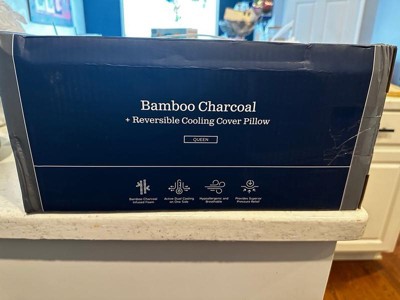 Bamboo Charcoal
+ Reversible Cooling Cover Pillow
QUEEN
Bamboo Charcoal
Infused Foam
Active Dual Cooling
on One Side
Hypoallergenic and
Breathable
Provides Superior
Pressure Relief